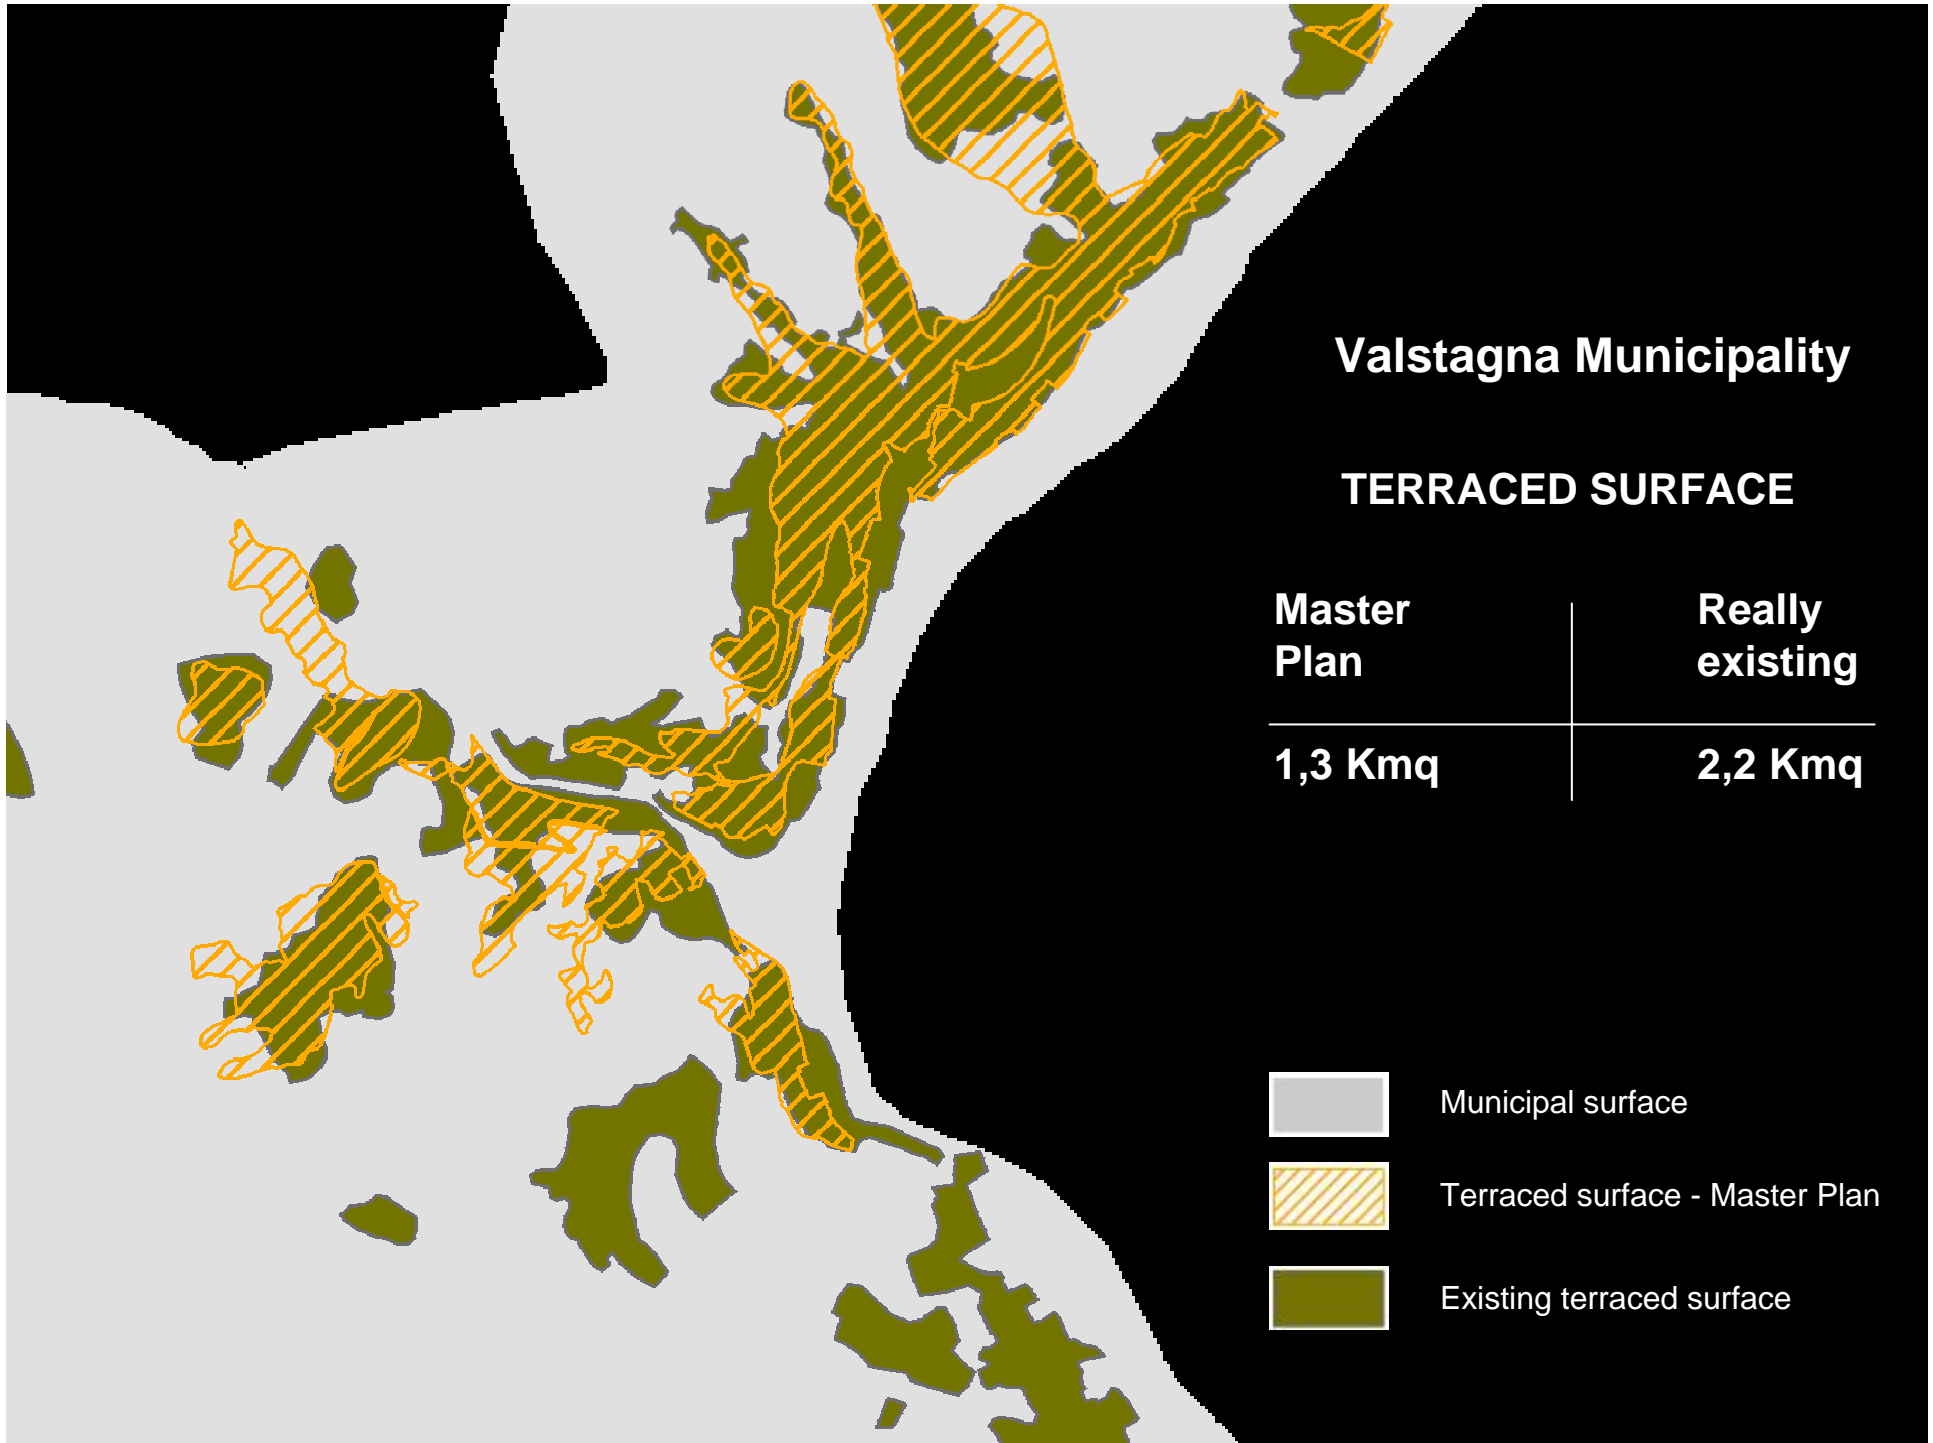 Valstagna Municipality
TERRACED SURFACE
Master Plan
Really existing
1,3 Kmq
2,2 Kmq
Municipal surface
Terraced surface - Master Plan
Existing terraced surface